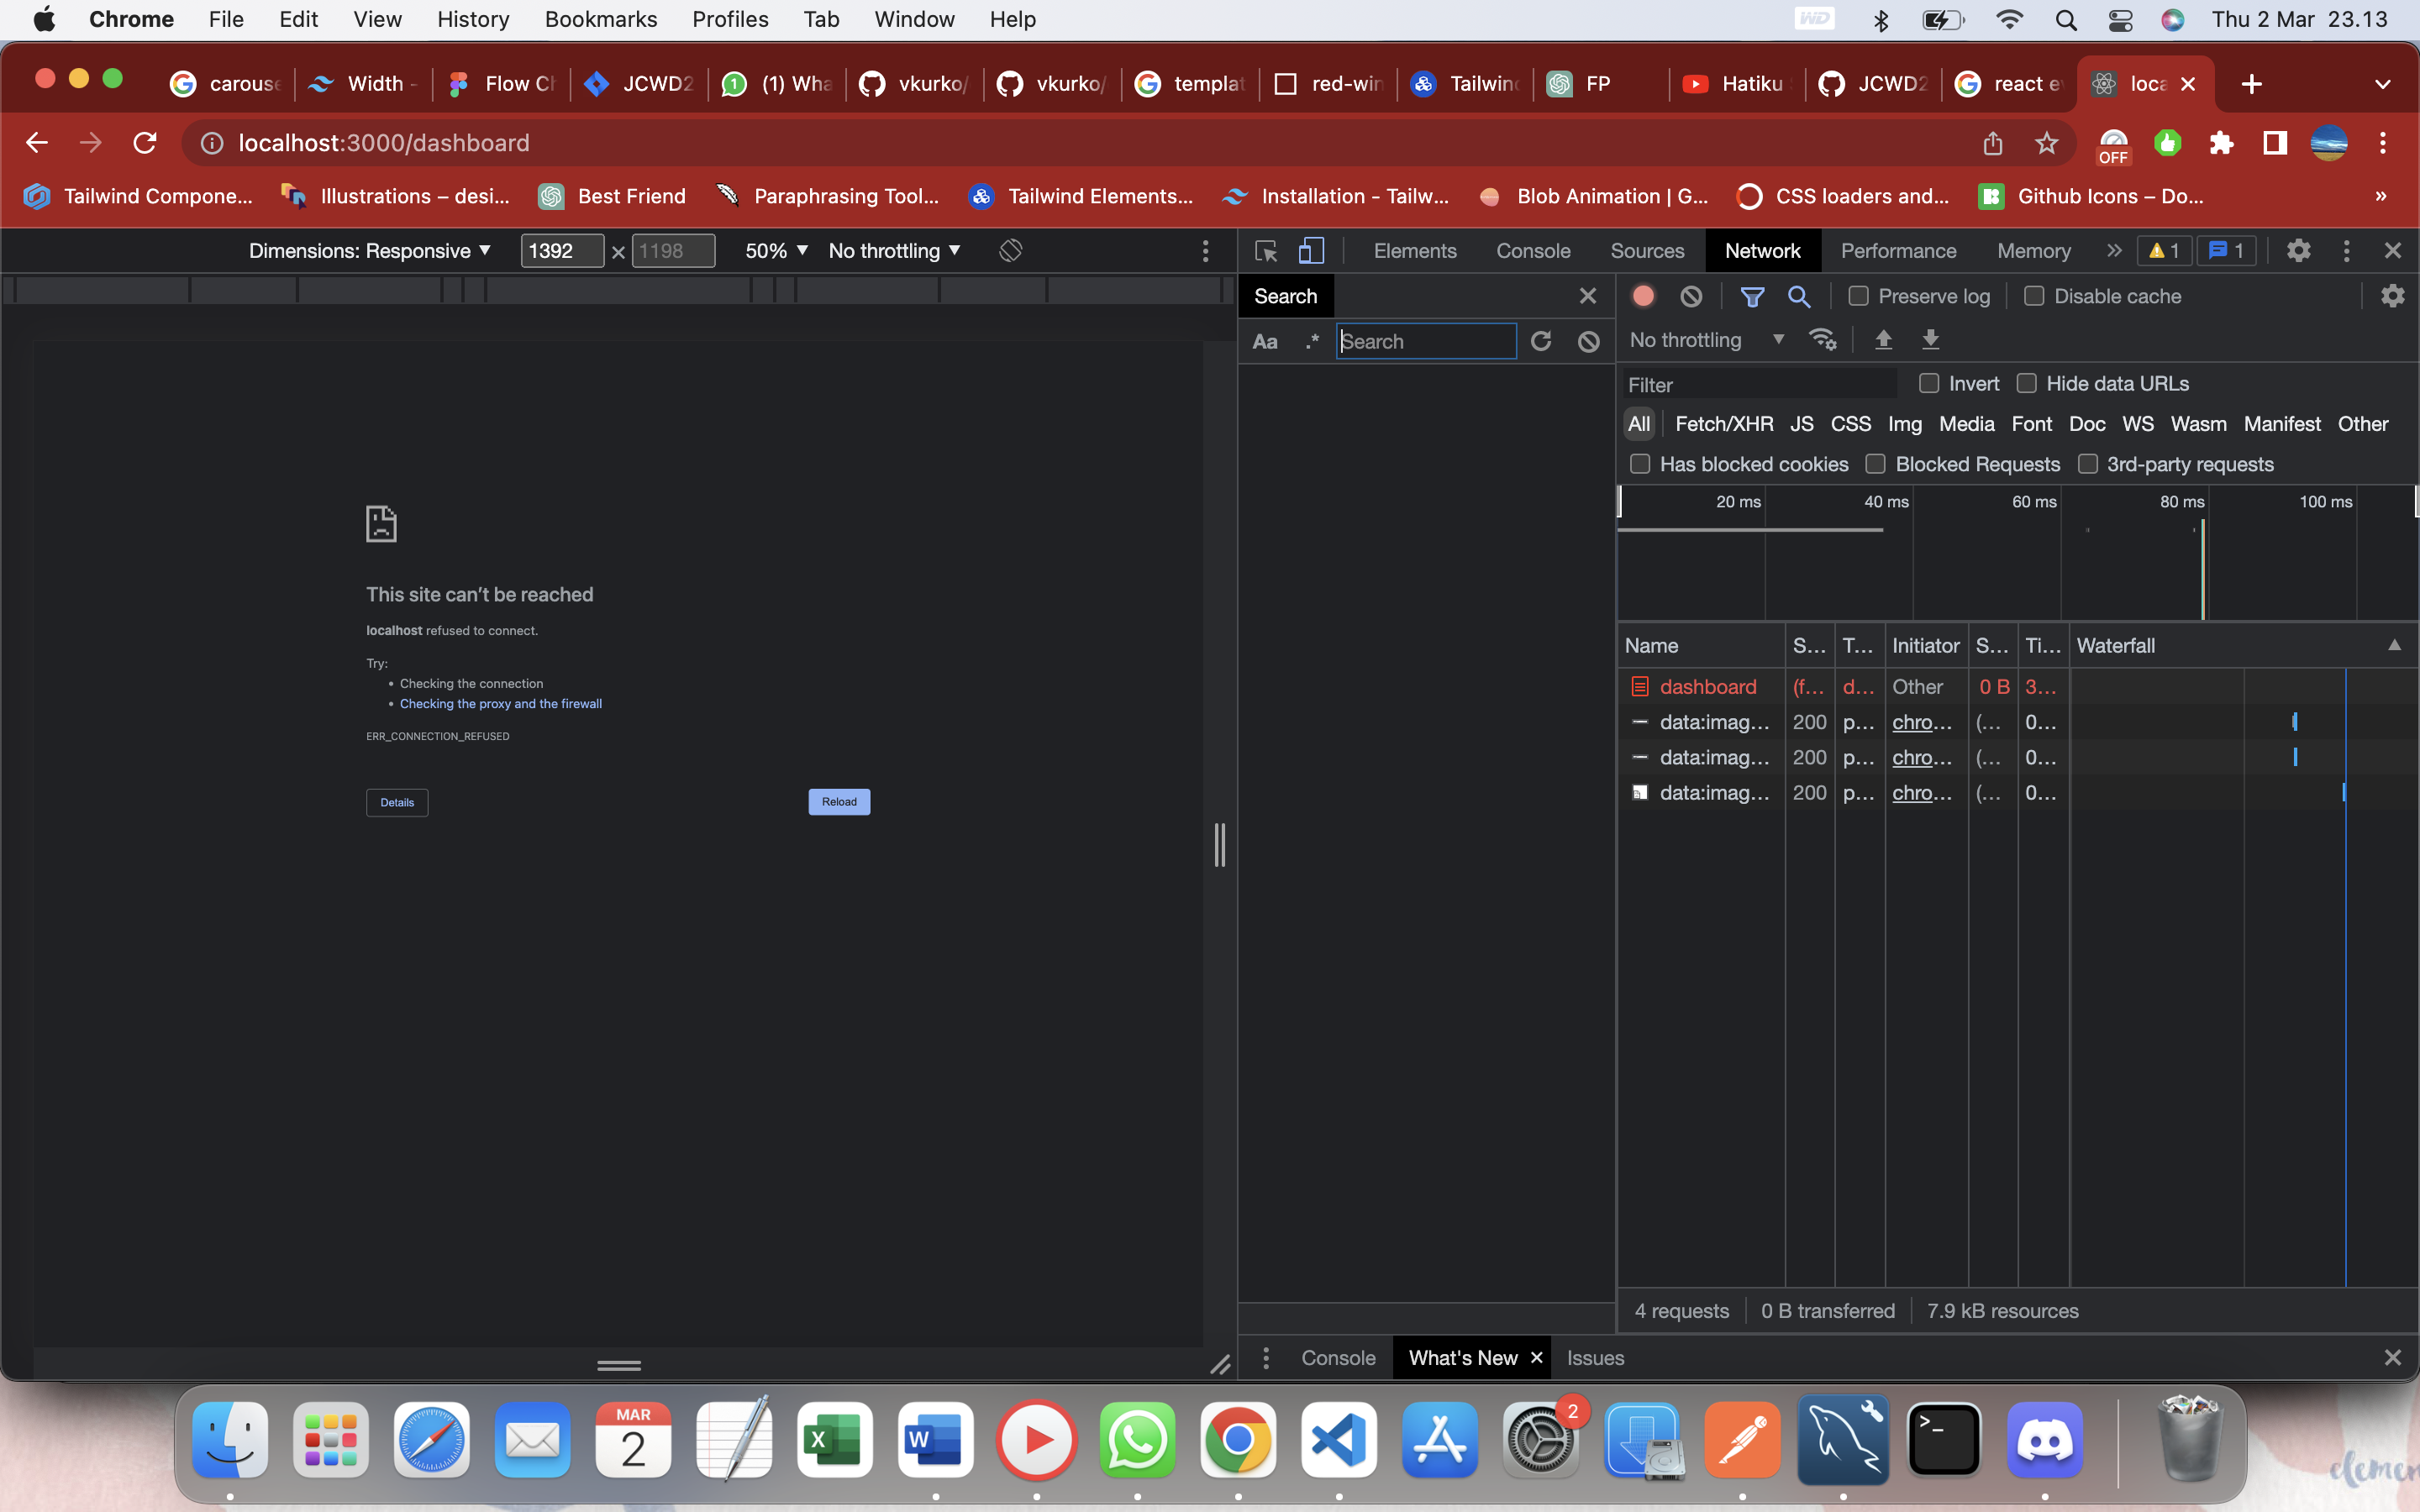 Chrome File Edit View History Bookmarks Profiles Tab Window Help WD Thu 2 Mar 23.13
carouse Width - Flow Ch JCWD2 (1) Wha vkurko/ vkurko/ templat red-win Tailwind FP Hatiku JCWD2 react e loca
localhost:3000/dashboard OFF
Tailwind Compone... Illustrations – desi... Best Friend Paraphrasing Tool... Tailwind Elements... Installation - Tailw... Blob Animation | G... CSS loaders and... Github Icons – Do... »
Dimensions: Responsive ▼ 1392 × 1198 50% ▼ No throttling ▼
Elements Console Sources Network Performance Memory » 1 1
Search
Aa .* Search
Preserve log Disable cache
No throttling ▼
Filter Invert Hide data URLs
All Fetch/XHR JS CSS Img Media Font Doc WS Wasm Manifest Other
Has blocked cookies Blocked Requests 3rd-party requests
20 ms 40 ms 60 ms 80 ms 100 ms
Name S... T... Initiator S... Ti... Waterfall
dashboard (f... d... Other 0 B 3...
data:imag... 200 p... chro... (... 0...
data:imag... 200 p... chro... (... 0...
data:imag... 200 p... chro... (... 0...
4 requests 0 B transferred 7.9 kB resources
Console What's New Issues
This site can't be reached
localhost refused to connect.
Try:
• Checking the connection
• Checking the proxy and the firewall
ERR_CONNECTION_REFUSED
Details Reload
MAR
2
X W 2 >_